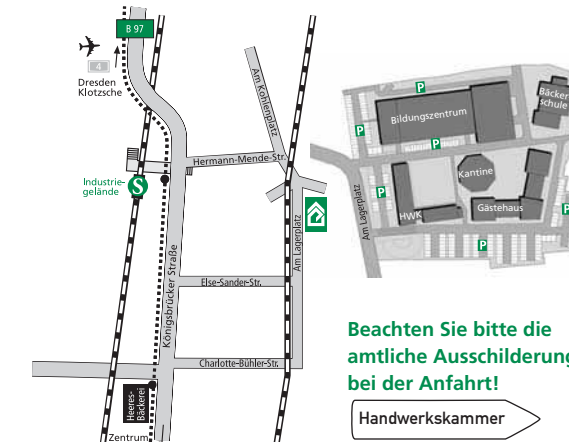 B 97
4
Dresden
Klotzsche
Am Kohlenplatz
Hermann-Mende-Str.
Industrie-
gelände
S
Königsbrücker Straße
Am Lagerplatz
Else-Sander-Str.
Charlotte-Bühler-Str.
Heeres-
Bäckerei
Zentrum
P
Bildungszentrum
Bäcker
schule
P
P
P
Kantine
P
HWK
Gästehaus
P
P
Am Lagerplatz
Beachten Sie bitte die
amtliche Ausschilderung
bei der Anfahrt!
Handwerkskammer